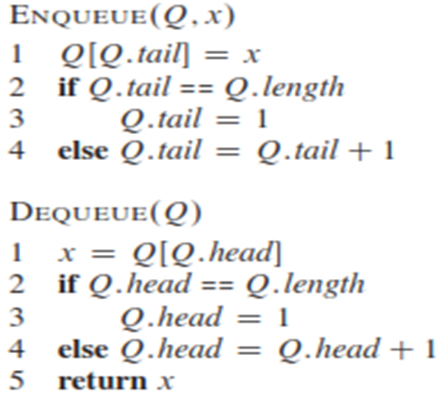 ENQUEUE(Q, x)
1 Q[Q.tail] = x
2 if Q.tail == Q.length
3 Q.tail = 1
4 else Q.tail = Q.tail + 1
DEQUEUE(Q)
1 x = Q[Q.head]
2 if Q.head == Q.length
3 Q.head = 1
4 else Q.head = Q.head + 1
5 return x